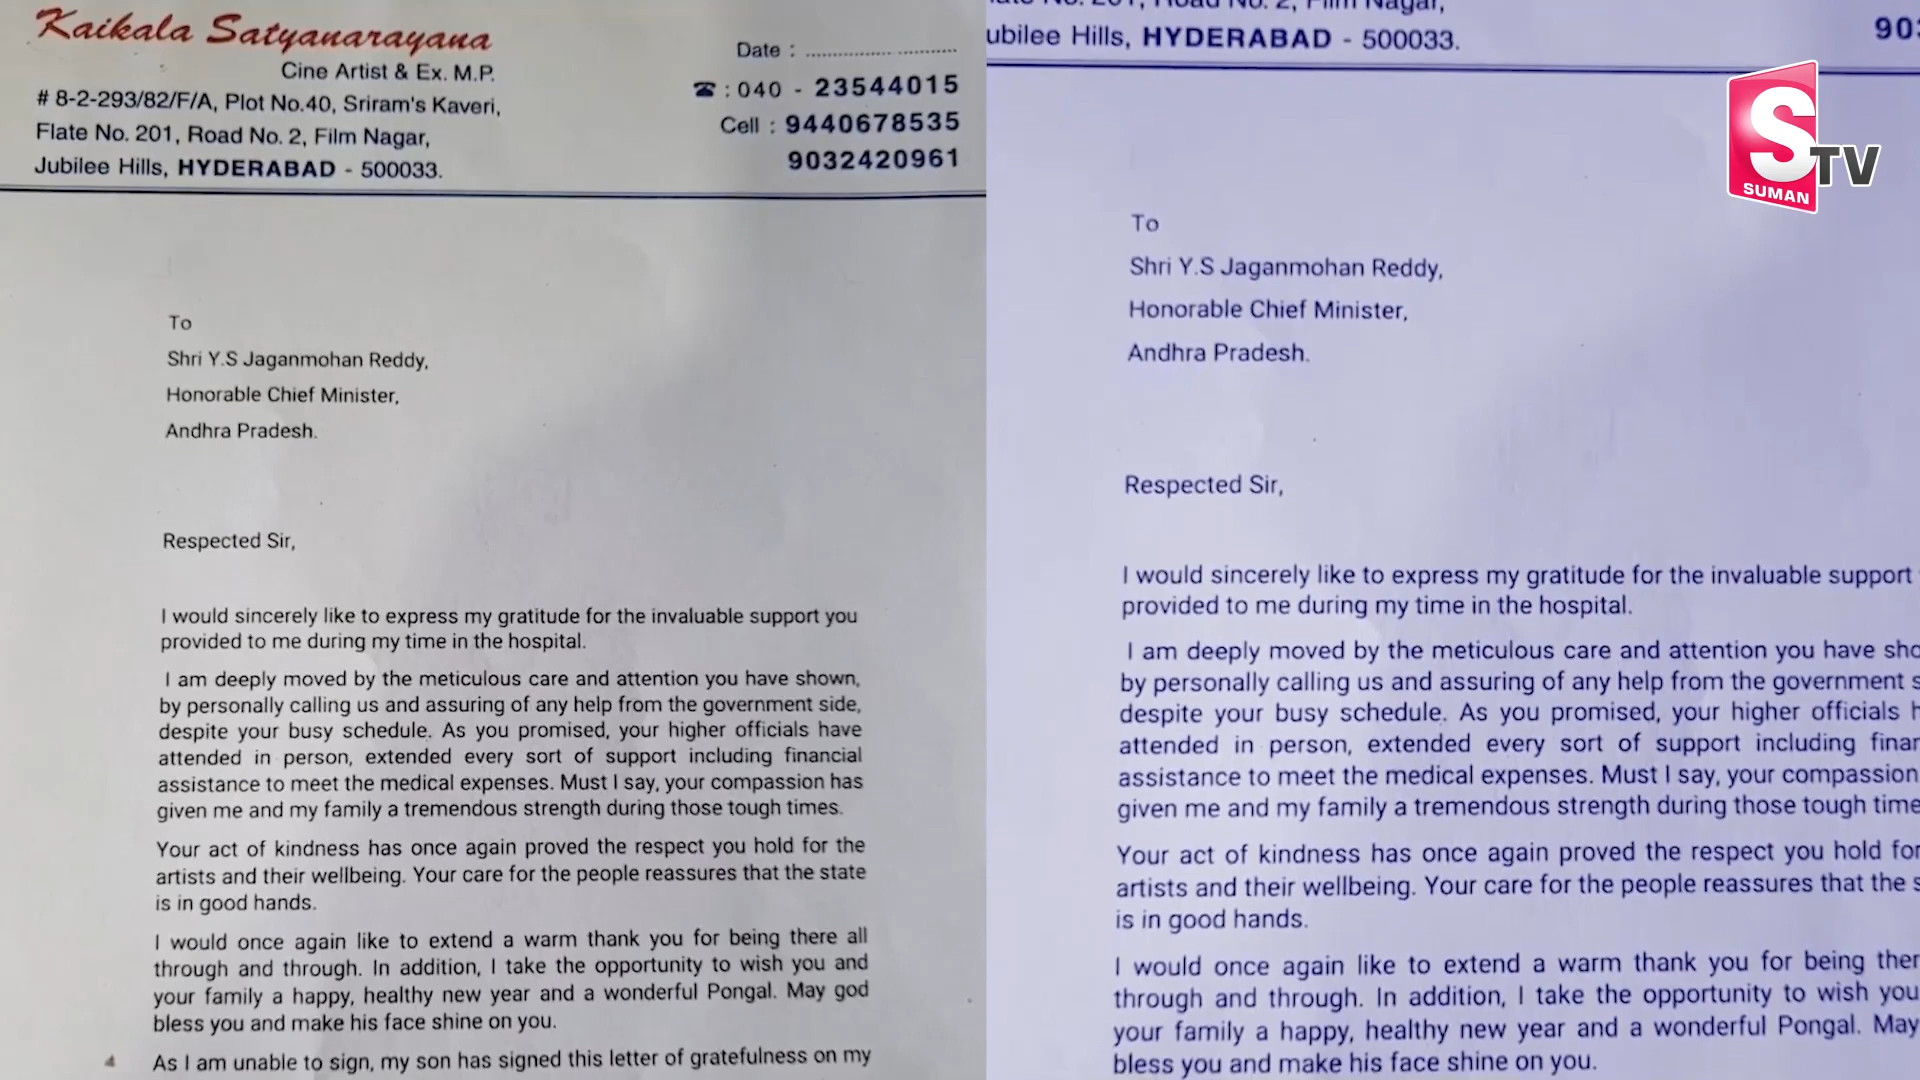 Kaikala Satyanarayana
Cine Artist & Ex. M.P.
# 8-2-293/82/F/A, Plot No.40, Sriram's Kaveri,
Flate No. 201, Road No. 2, Film Nagar,
Jubilee Hills, HYDERABAD - 500033.
Date : ..............................
☎ : 040 - 23544015
Cell : 9440678535
9032420961
To
Shri Y.S Jaganmohan Reddy,
Honorable Chief Minister,
Andhra Pradesh.
Respected Sir,
I would sincerely like to express my gratitude for the invaluable support you
provided to me during my time in the hospital.
I am deeply moved by the meticulous care and attention you have shown,
by personally calling us and assuring of any help from the government side,
despite your busy schedule. As you promised, your higher officials have
attended in person, extended every sort of support including financial
assistance to meet the medical expenses. Must I say, your compassion has
given me and my family a tremendous strength during those tough times.
Your act of kindness has once again proved the respect you hold for the
artists and their wellbeing. Your care for the people reassures that the state
is in good hands.
I would once again like to extend a warm thank you for being there all
through and through. In addition, I take the opportunity to wish you and
your family a happy, healthy new year and a wonderful Pongal. May god
bless you and make his face shine on you.
As I am unable to sign, my son has signed this letter of gratefulness on my
Road No. 2, Film Nagar,
ubilee Hills, HYDERABAD - 500033.
90
S
TV
SUMAN
To
Shri Y.S Jaganmohan Reddy,
Honorable Chief Minister,
Andhra Pradesh.
Respected Sir,
I would sincerely like to express my gratitude for the invaluable support
provided to me during my time in the hospital.
I am deeply moved by the meticulous care and attention you have sho
by personally calling us and assuring of any help from the government s
despite your busy schedule. As you promised, your higher officials h
attended in person, extended every sort of support including finan
assistance to meet the medical expenses. Must I say, your compassion
given me and my family a tremendous strength during those tough time
Your act of kindness has once again proved the respect you hold for
artists and their wellbeing. Your care for the people reassures that the s
is in good hands.
I would once again like to extend a warm thank you for being ther
through and through. In addition, I take the opportunity to wish you
your family a happy, healthy new year and a wonderful Pongal. May
bless you and make his face shine on you.